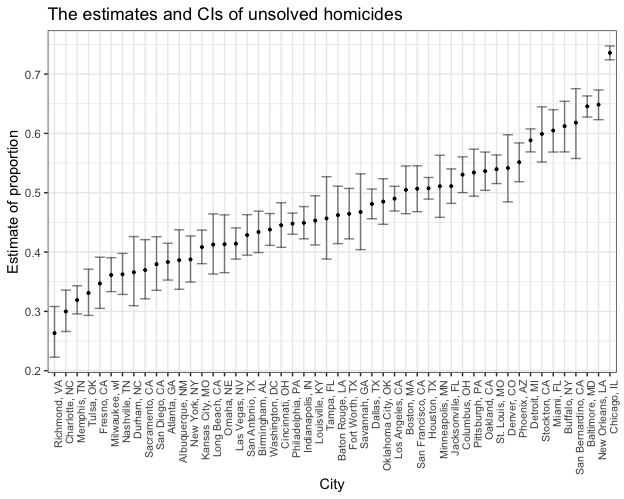 The estimates and CIs of unsolved homicides
Estimate of proportion
0.7
0.6
0.5
0.4
0.3
0.2
Richmond, VA
Charlotte, NC
Memphis, TN
Tulsa, OK
Fresno, CA
Milwaukee, wI
Nashville, TN
Durham, NC
Sacramento, CA
San Diego, CA
Atlanta, GA
Albuquerque, NM
New York, NY
Kansas City, MO
Long Beach, CA
Omaha, NE
Las Vegas, NV
San Antonio, TX
Birmingham, AL
Washington, DC
Cincinnati, OH
Philadelphia, PA
Indianapolis, IN
Louisville, KY
Tampa, FL
Baton Rouge, LA
Fort Worth, TX
Savannah, GA
Dallas, TX
Oklahoma City, OK
Los Angeles, CA
Boston, MA
San Francisco, CA
Houston, TX
Minneapolis, MN
Jacksonville, FL
Columbus, OH
Pittsburgh, PA
Oakland, CA
St. Louis, MO
Denver, CO
Phoenix, AZ
Detroit, MI
Stockton, CA
Miami, FL
Buffalo, NY
San Bernardino, CA
Baltimore, MD
New Orleans, LA
Chicago, IL
City